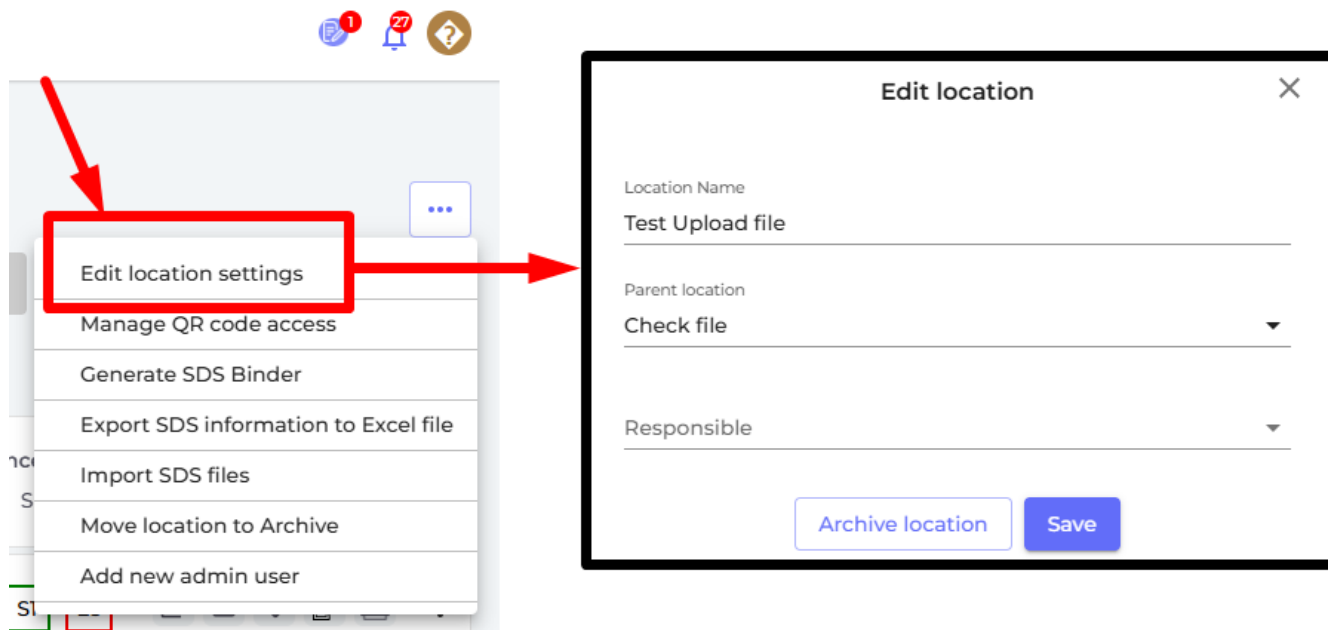 1
27
?
Edit location
Location Name
Test Upload file
Parent location
Check file
Responsible
Archive location
Save
Edit location settings
Manage QR code access
Generate SDS Binder
Export SDS information to Excel file
Import SDS files
Move location to Archive
Add new admin user